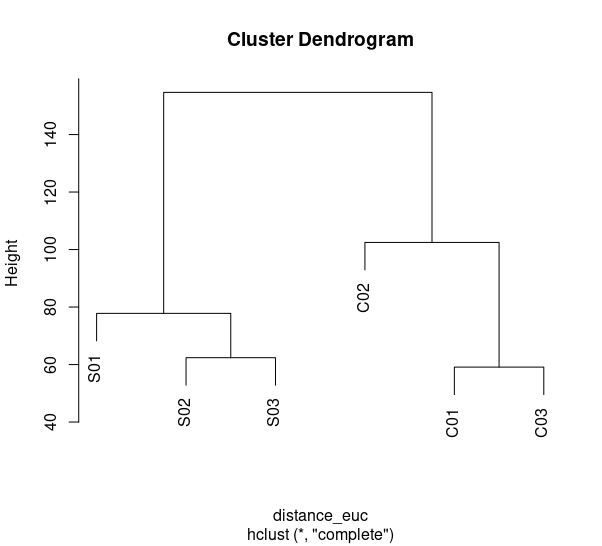 Cluster Dendrogram
Height
140
120
100
80
60
40
S01
S02
S03
C02
C01
C03
distance_euc
hclust (*, "complete")